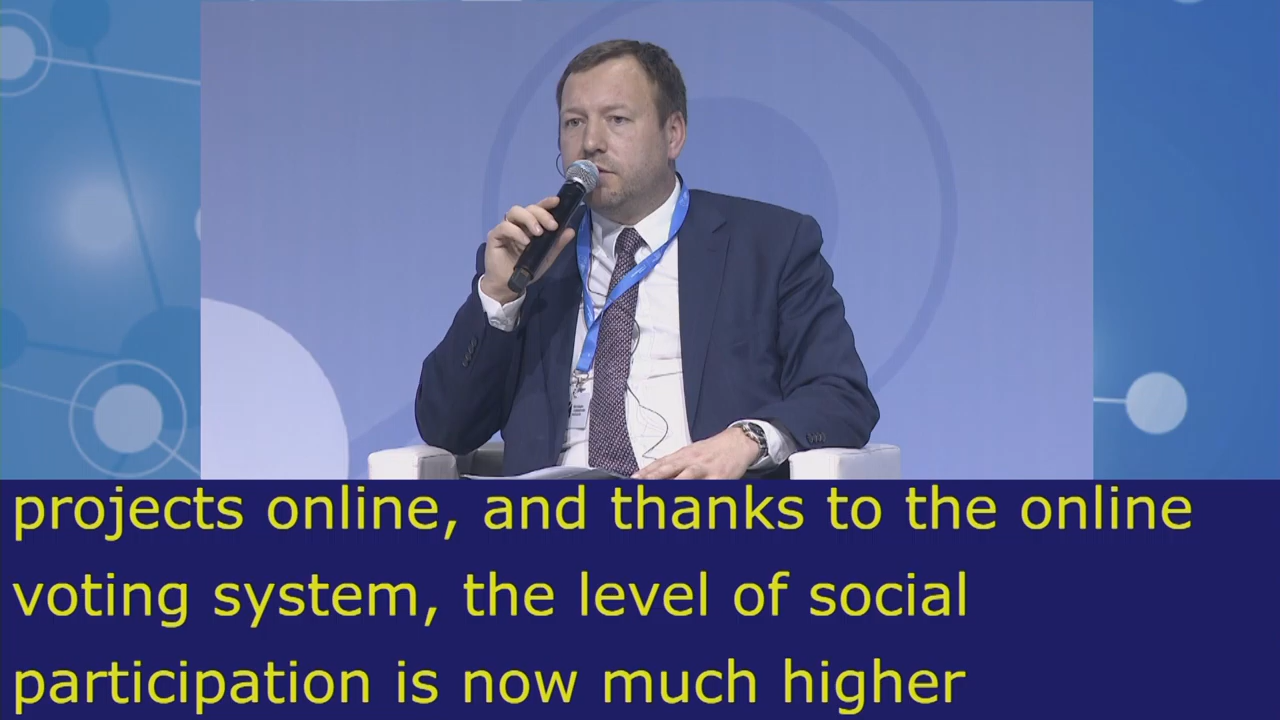 projects online, and thanks to the online
voting system, the level of social
participation is now much higher